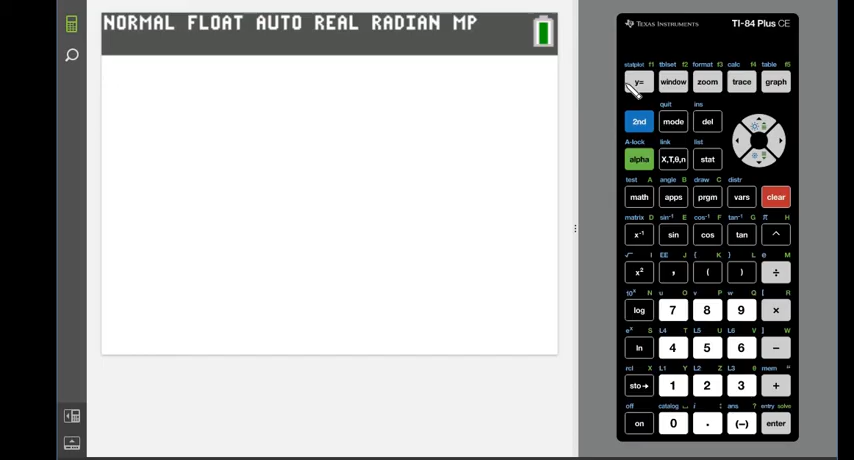 NORMAL FLOAT AUTO REAL RADIAN MP
TEXAS INSTRUMENTS TI-84 Plus CE
statplot f1 tblset f2 format f3 calc f4 table f5
y= window zoom trace graph
quit ins
2nd mode del
A-lock link list
alpha X,T,θ,n stat
test A angle B draw C distr
math apps prgm vars clear
matrix D sin⁻¹ E cos⁻¹ F tan⁻¹ G π H
x⁻¹ sin cos tan ^
√ I EE J { K } L e M
x² , ( ) ÷
10ˣ N u O v P w Q [ R
log 7 8 9 ×
eˣ S L4 T L5 U L6 V ] W
ln 4 5 6 −
rcl X L1 Y L2 Z L3 θ mem "
sto→ 1 2 3 +
off catalog ␣ i : ans ? entry solve
on 0 . (−) enter